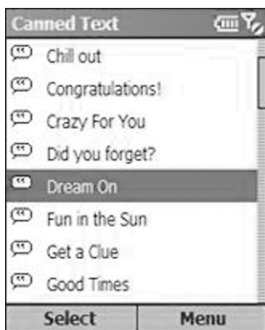 Canned Text
Chill out
Congratulations!
Crazy For You
Did you forget?
Dream On
Fun in the Sun
Get a Clue
Good Times
Select Menu